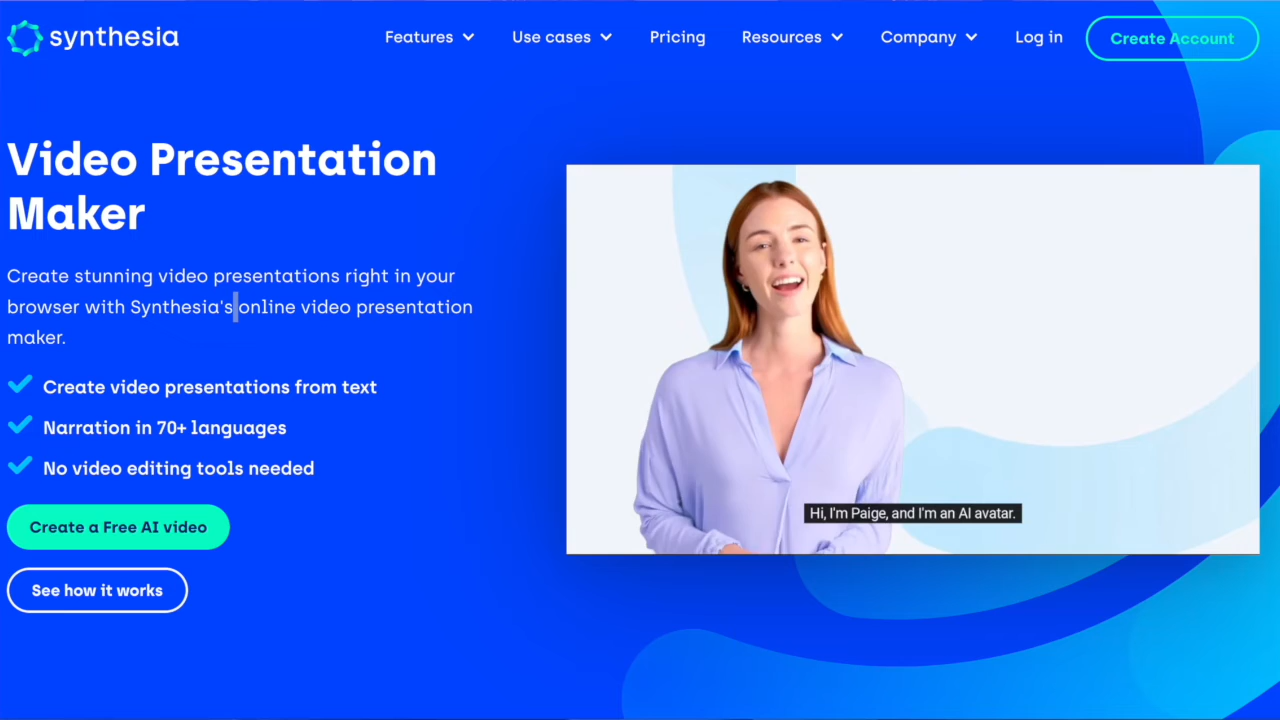 synthesia
Features
Use cases
Pricing
Resources
Company
Log in
Create Account
Video Presentation
Maker
Create stunning video presentations right in your
browser with Synthesia's online video presentation
maker.
Create video presentations from text
Narration in 70+ languages
No video editing tools needed
Create a Free AI video
See how it works
Hi, I'm Paige, and I'm an AI avatar.